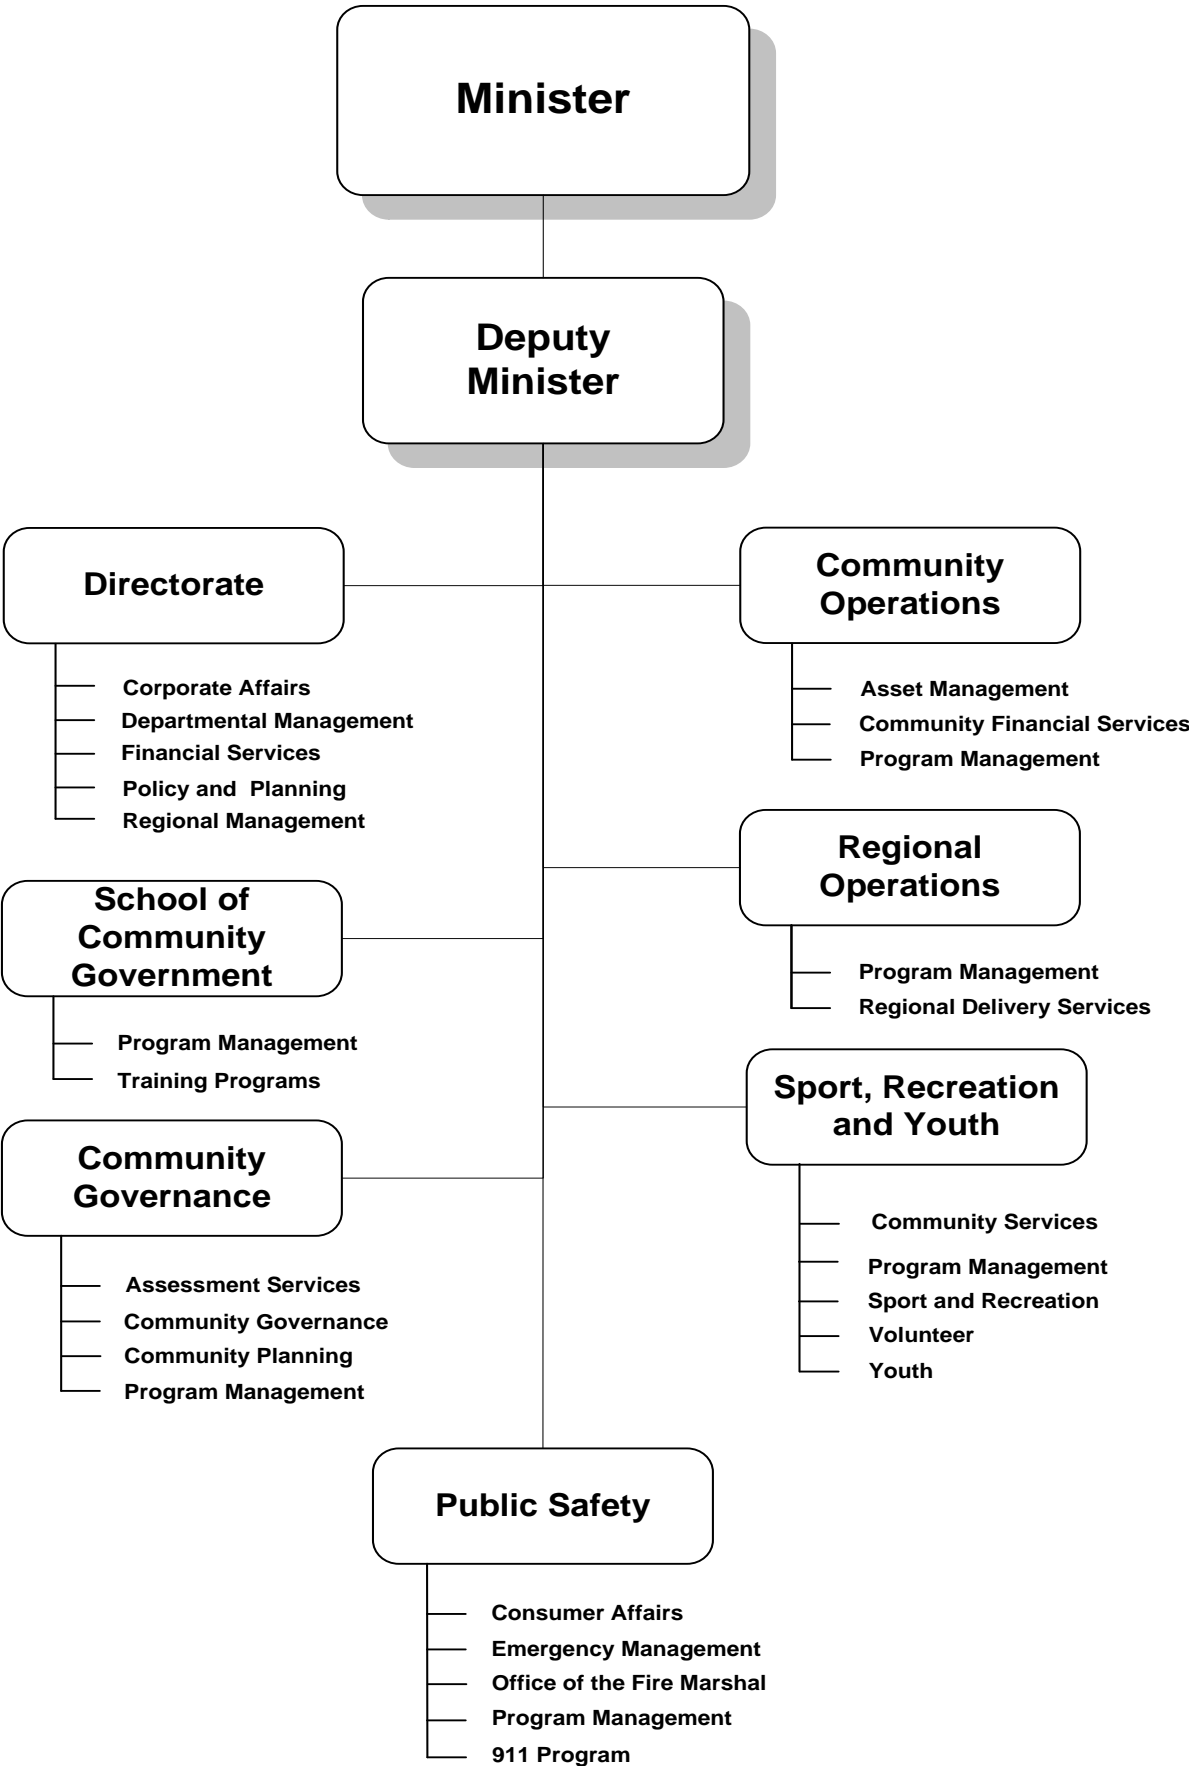 Minister
Deputy
Minister
Directorate
Corporate Affairs
Departmental Management
Financial Services
Policy and  Planning
Regional Management
Community
Operations
Asset Management
Community Financial Services
Program Management
School of
Community
Government
Program Management
Training Programs
Regional
Operations
Program Management
Regional Delivery Services
Community
Governance
Assessment Services
Community Governance
Community Planning
Program Management
Sport, Recreation
and Youth
Community Services
Program Management
Sport and Recreation
Volunteer
Youth
Public Safety
Consumer Affairs
Emergency Management
Office of the Fire Marshal
Program Management
911 Program